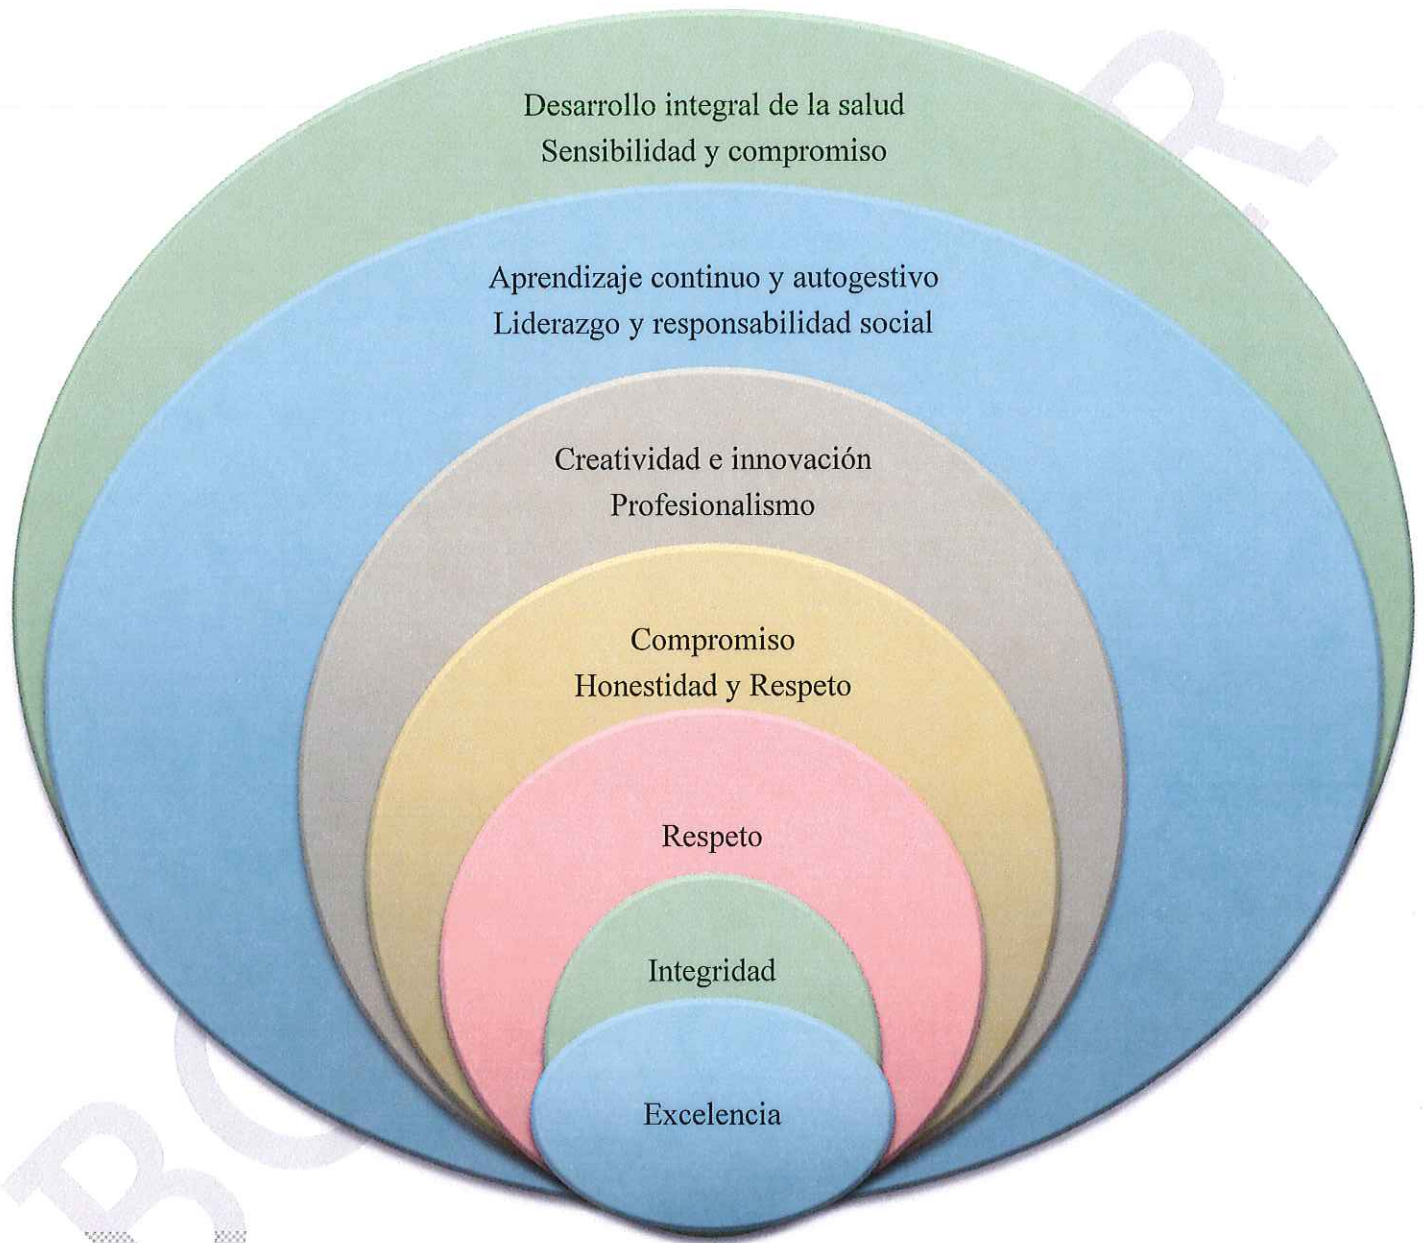 Desarrollo integral de la salud
Sensibilidad y compromiso
Aprendizaje continuo y autogestivo
Liderazgo y responsabilidad social
Creatividad e innovación
Profesionalismo
Compromiso
Honestidad y Respeto
Respeto
Integridad
Excelencia